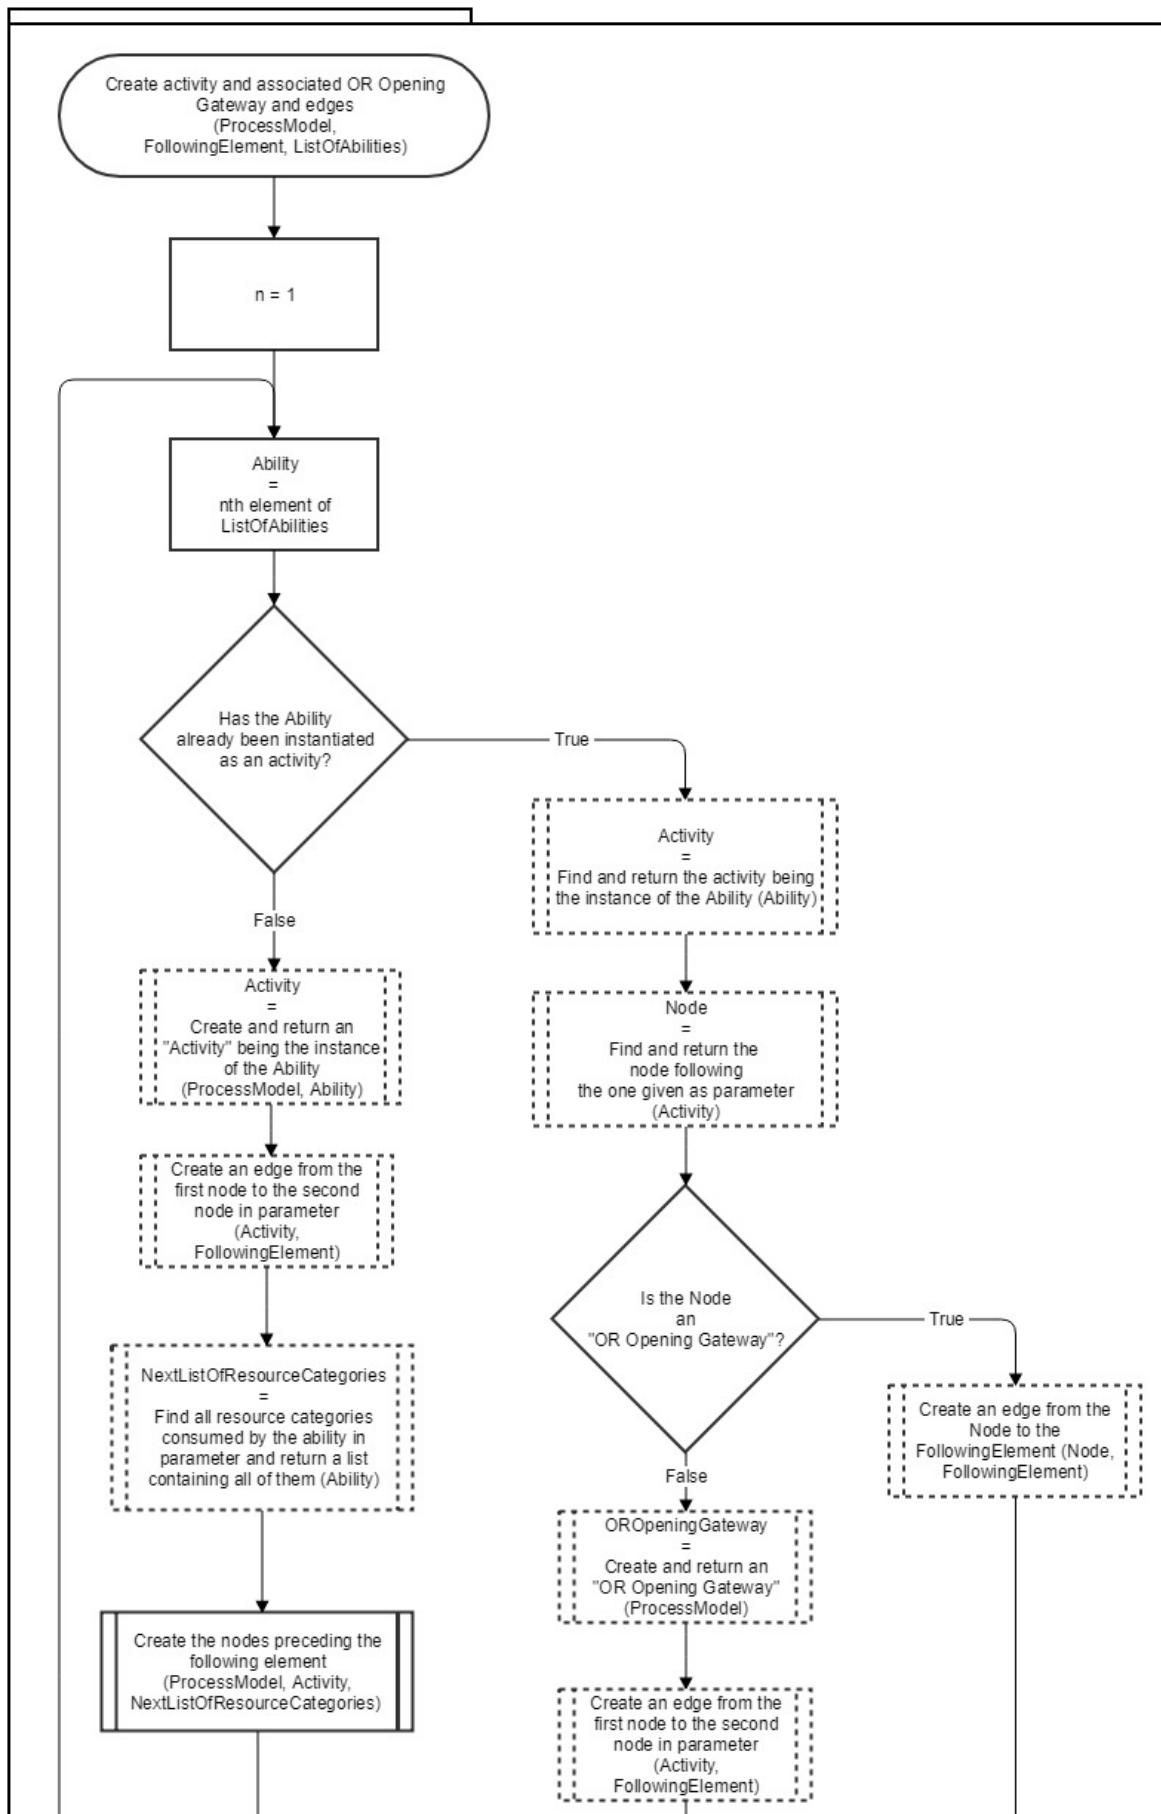 Create activity and associated OR Opening
Gateway and edges
(ProcessModel,
FollowingElement, ListOfAbilities)
n = 1
Ability
=
nth element of
ListOfAbilities
Has the Ability
already been instantiated
as an activity?
True
False
Activity
=
Find and return the activity being
the instance of the Ability (Ability)
Activity
=
Create and return an
"Activity" being the instance
of the Ability
(ProcessModel, Ability)
Node
=
Find and return the
node following
the one given as parameter
(Activity)
Create an edge from the
first node to the second
node in parameter
(Activity,
FollowingElement)
Is the Node
an
"OR Opening Gateway"?
True
False
NextListOfResourceCategories
=
Find all resource categories
consumed by the ability in
parameter and return a list
containing all of them (Ability)
Create an edge from the
Node to the
FollowingElement (Node,
FollowingElement)
OROpeningGateway
=
Create and return an
"OR Opening Gateway"
(ProcessModel)
Create the nodes preceding the
following element
(ProcessModel, Activity,
NextListOfResourceCategories)
Create an edge from the
first node to the second
node in parameter
(Activity,
FollowingElement)